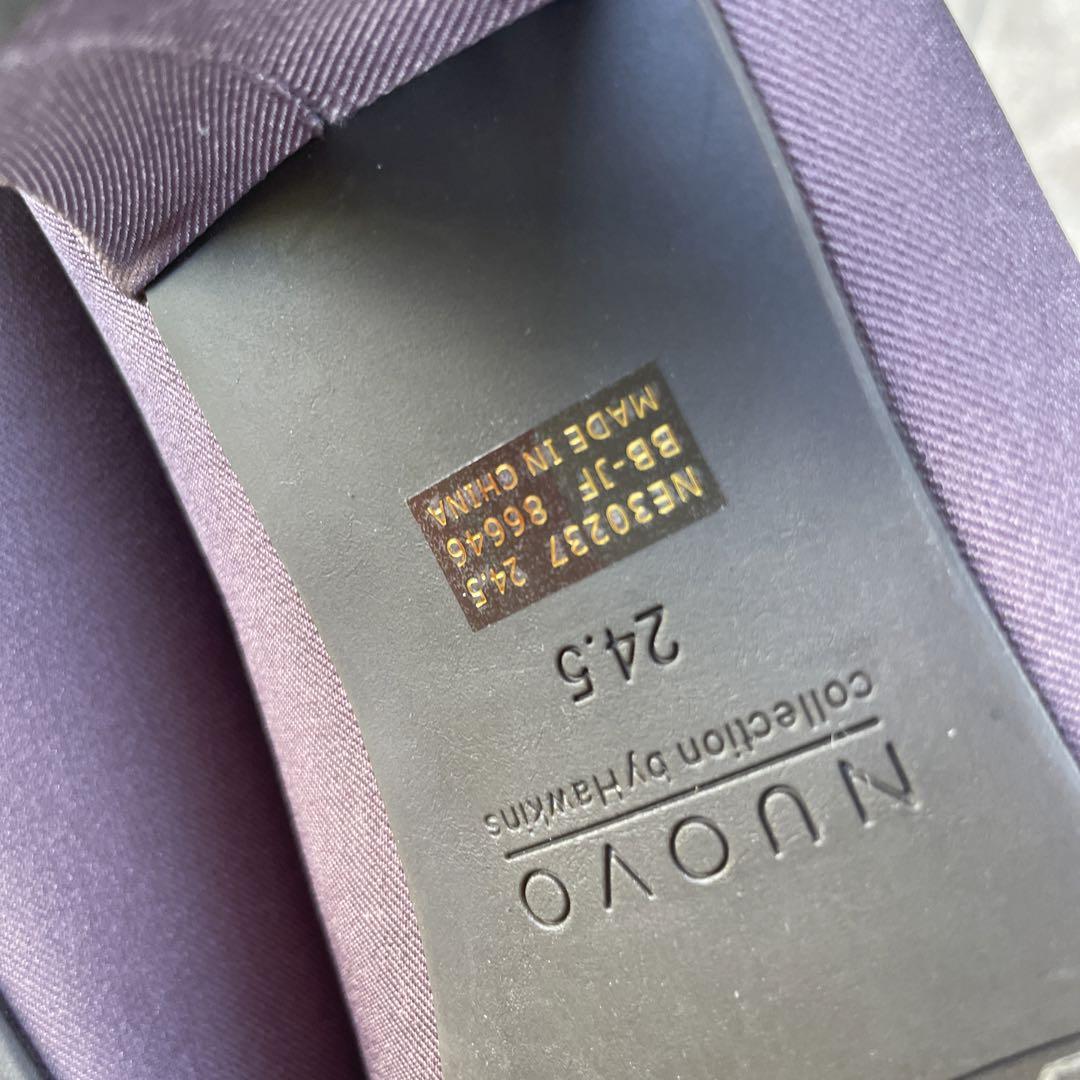 NUOVO
collection by Hawkins
24.5
NE30237 24.5
BB-JF 86646
MADE IN CHINA